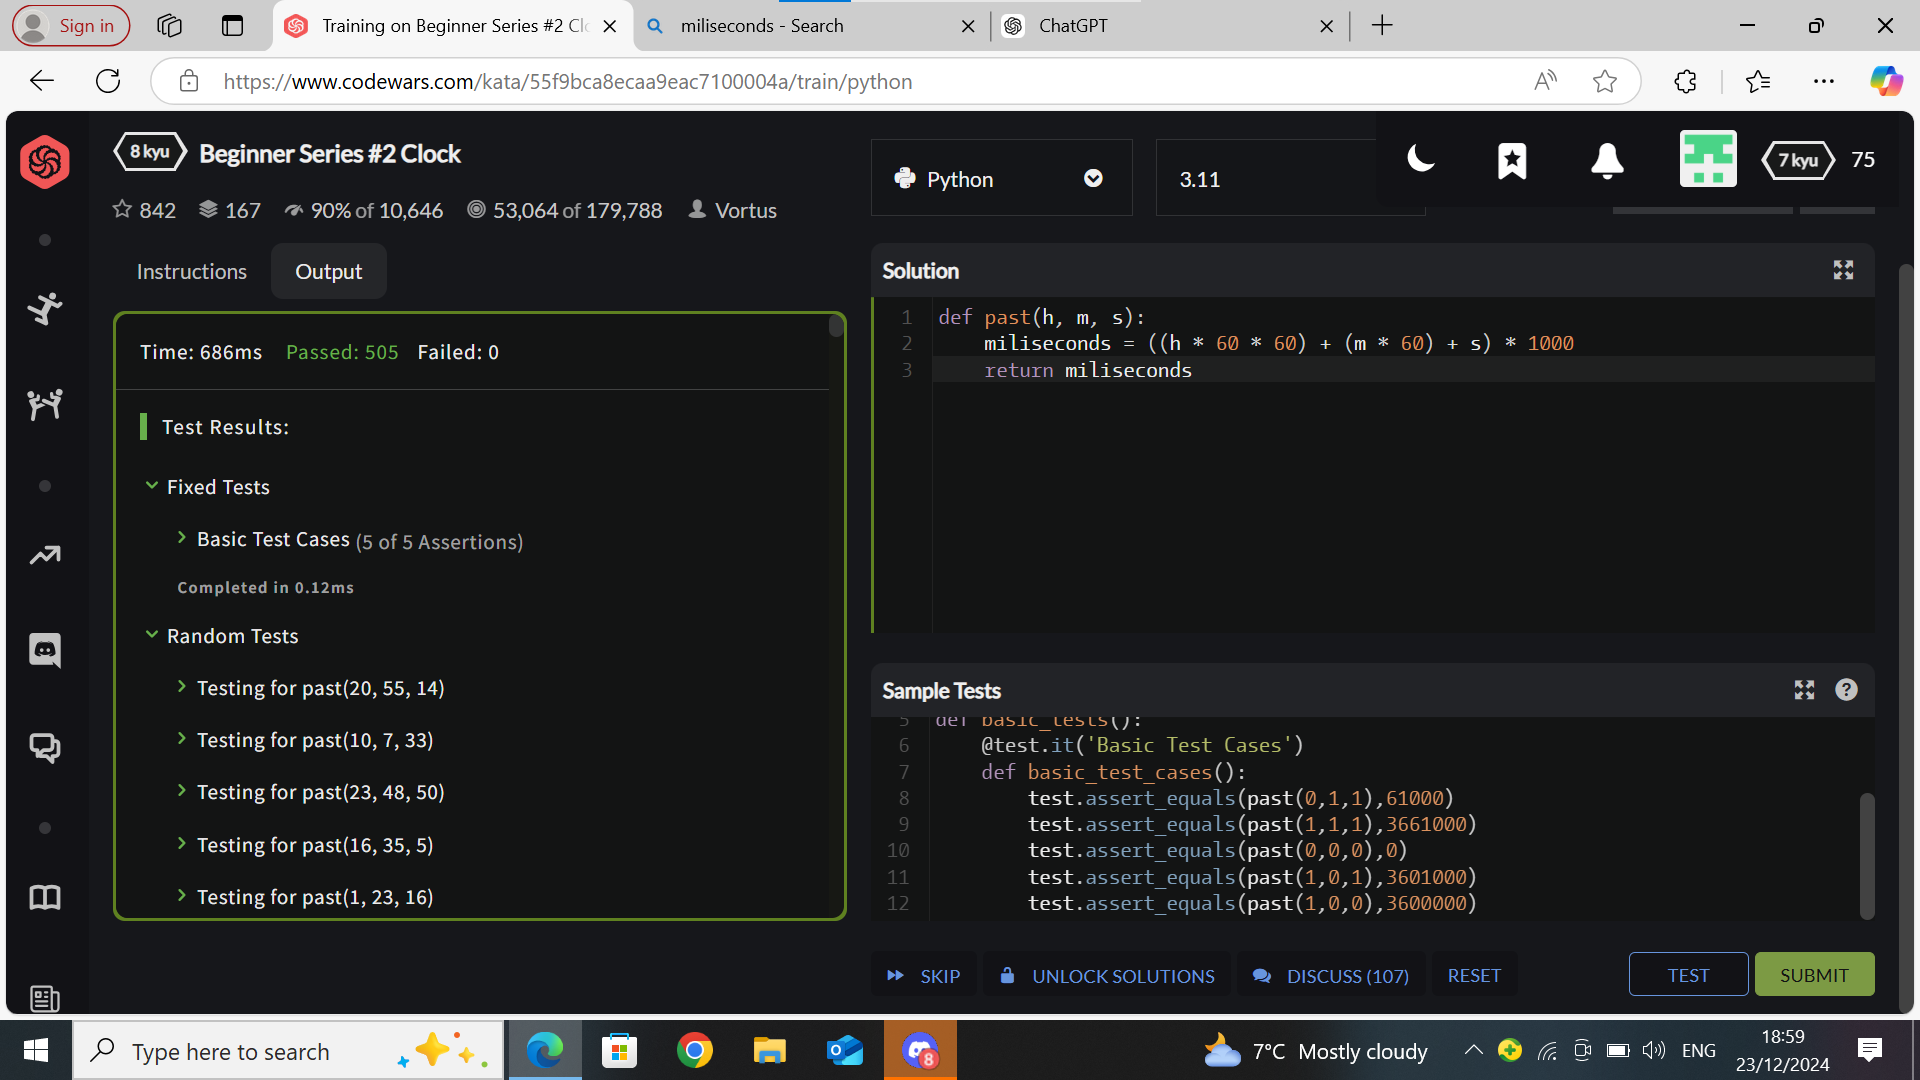 Sign in
Training on Beginner Series #2 Clo
miliseconds - Search
ChatGPT
https://www.codewars.com/kata/55f9bca8ecaa9eac7100004a/train/python
8 kyu
Beginner Series #2 Clock
842
167
90% of 10,646
53,064 of 179,788
Vortus
Python
3.11
7 kyu
75
Instructions
Output
Time: 686ms Passed: 505 Failed: 0
Test Results:
Fixed Tests
Basic Test Cases (5 of 5 Assertions)
Completed in 0.12ms
Random Tests
Testing for past(20, 55, 14)
Testing for past(10, 7, 33)
Testing for past(23, 48, 50)
Testing for past(16, 35, 5)
Testing for past(1, 23, 16)
Solution
1 def past(h, m, s):
2 miliseconds = ((h * 60 * 60) + (m * 60) + s) * 1000
3 return miliseconds
Sample Tests
5 def basic_tests():
6 @test.it('Basic Test Cases')
7 def basic_test_cases():
8 test.assert_equals(past(0,1,1),61000)
9 test.assert_equals(past(1,1,1),3661000)
10 test.assert_equals(past(0,0,0),0)
11 test.assert_equals(past(1,0,1),3601000)
12 test.assert_equals(past(1,0,0),3600000)
SKIP
UNLOCK SOLUTIONS
DISCUSS (107)
RESET
TEST
SUBMIT
Type here to search
8
7°C Mostly cloudy
ENG
18:59
23/12/2024